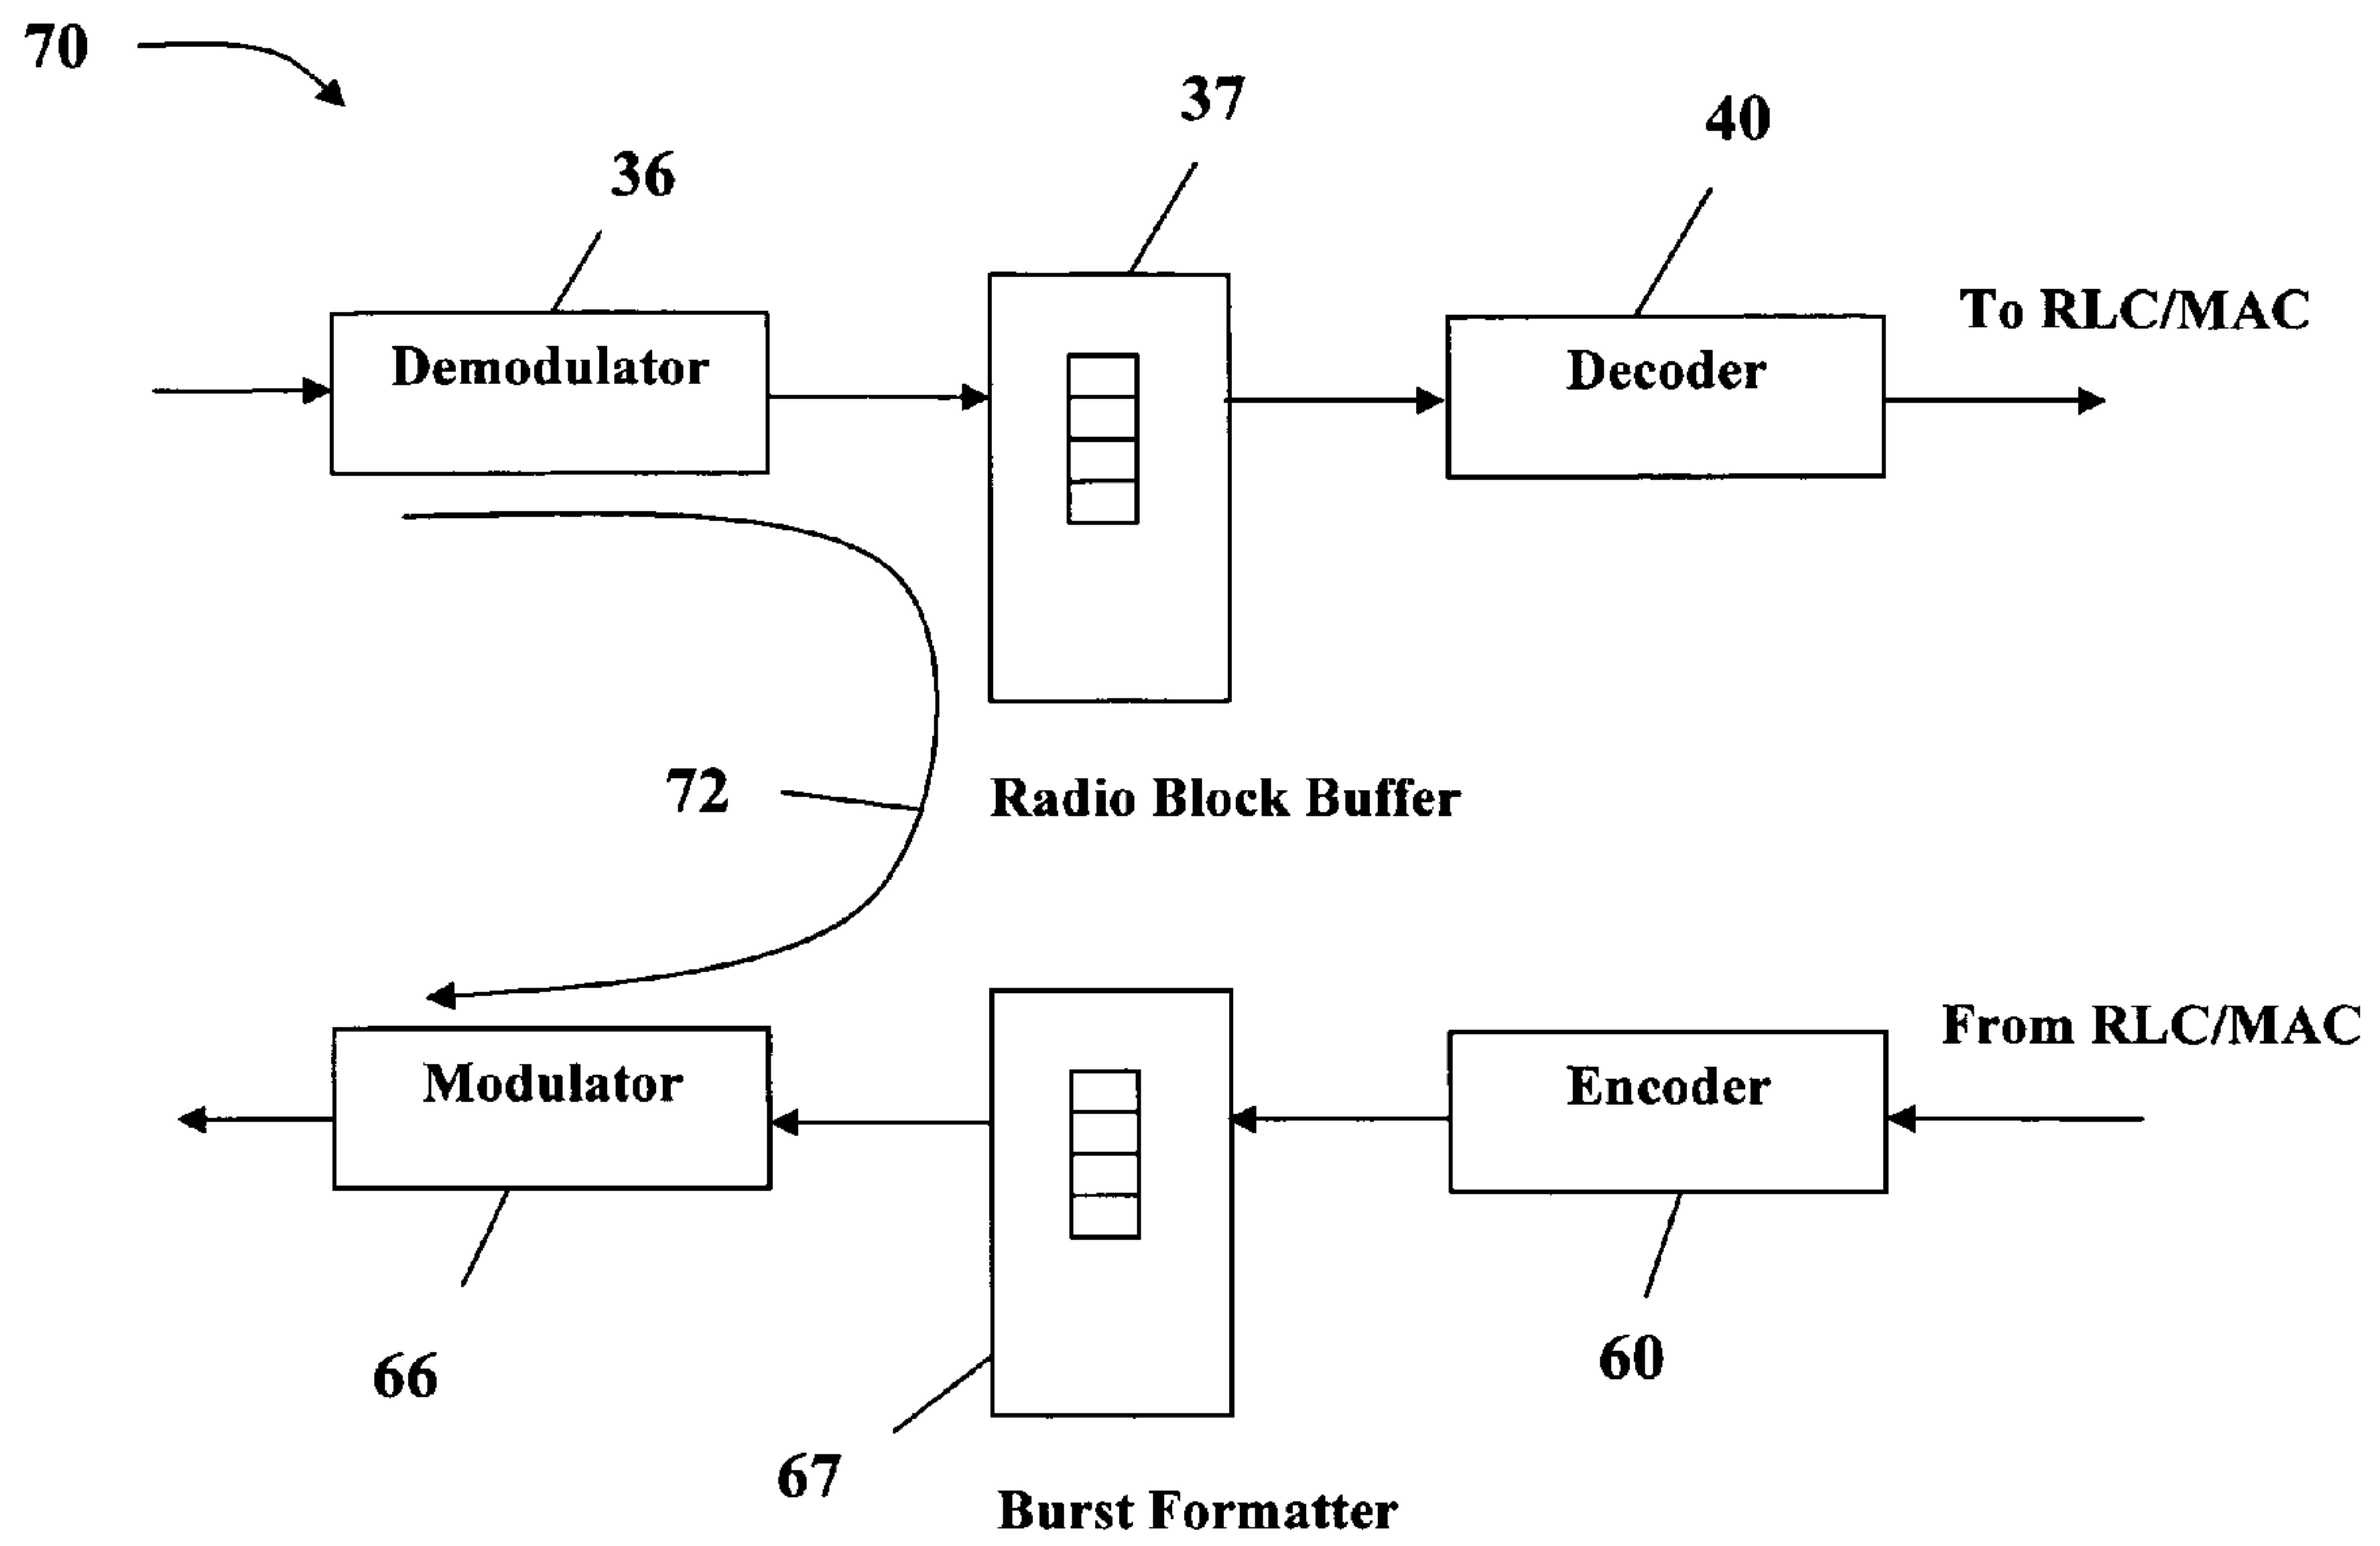 70
37
40
36
To RLC/MAC
Demodulator
Decoder
72
Radio Block Buffer
From RLC/MAC
Modulator
Encoder
66
60
67
Burst Formatter